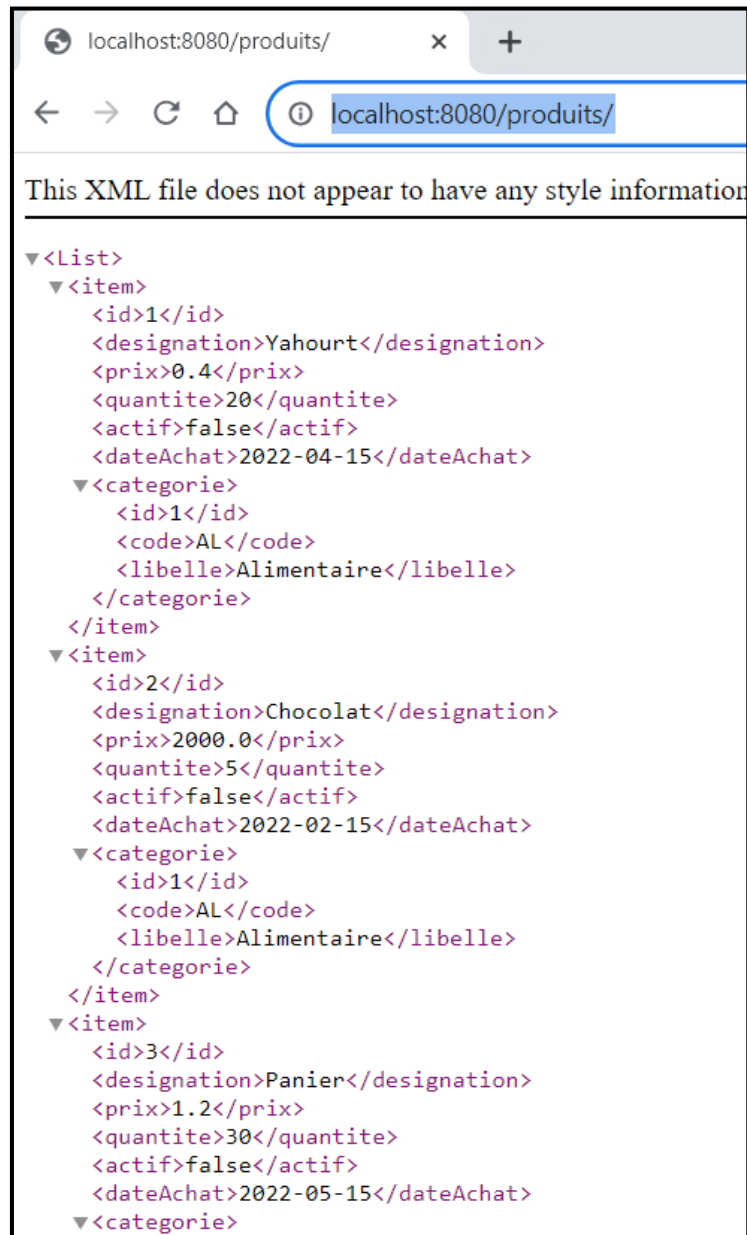 localhost:8080/produits/
localhost:8080/produits/
This XML file does not appear to have any style information
▼<List>
▼<item>
<id>1</id>
<designation>Yahourt</designation>
<prix>0.4</prix>
<quantite>20</quantite>
<actif>false</actif>
<dateAchat>2022-04-15</dateAchat>
▼<categorie>
<id>1</id>
<code>AL</code>
<libelle>Alimentaire</libelle>
</categorie>
</item>
▼<item>
<id>2</id>
<designation>Chocolat</designation>
<prix>2000.0</prix>
<quantite>5</quantite>
<actif>false</actif>
<dateAchat>2022-02-15</dateAchat>
▼<categorie>
<id>1</id>
<code>AL</code>
<libelle>Alimentaire</libelle>
</categorie>
</item>
▼<item>
<id>3</id>
<designation>Panier</designation>
<prix>1.2</prix>
<quantite>30</quantite>
<actif>false</actif>
<dateAchat>2022-05-15</dateAchat>
▼<categorie>